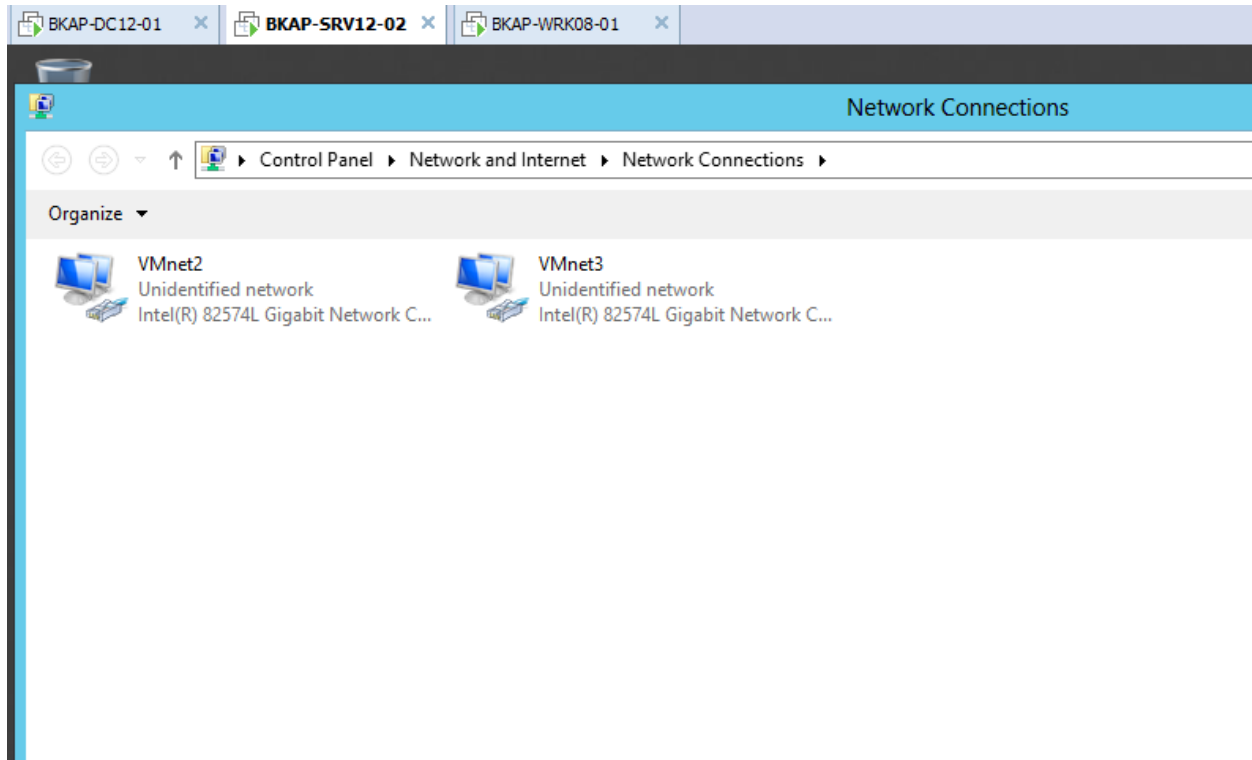 BKAP-DC12-01 BKAP-SRV12-02 BKAP-WRK08-01
Network Connections
Control Panel Network and Internet Network Connections
Organize
VMnet2
Unidentified network
Intel(R) 82574L Gigabit Network C...
VMnet3
Unidentified network
Intel(R) 82574L Gigabit Network C...